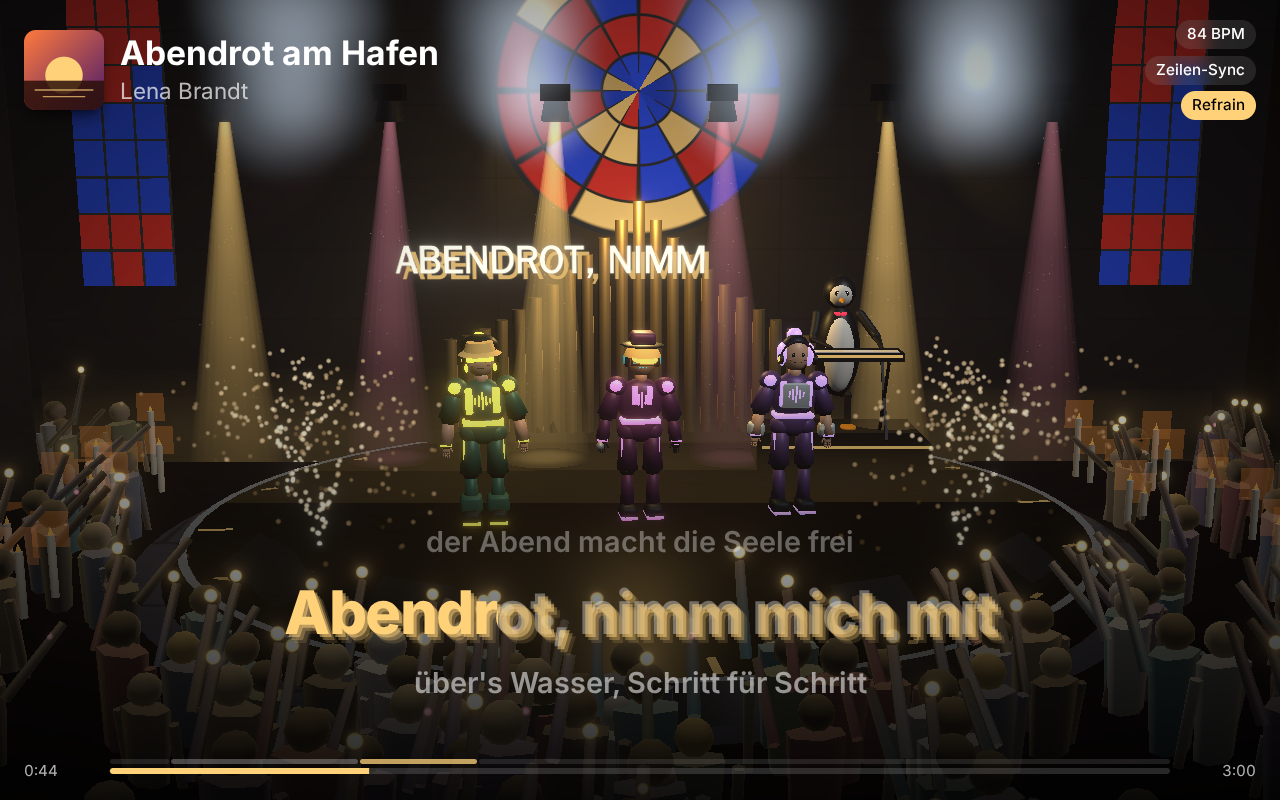 Abendrot am Hafen
Lena Brandt
84 BPM
Zeilen-Sync
Refrain
ABENDROT, NIMM
der Abend macht die Seele frei
Abendrot, nimm mich mit
über's Wasser, Schritt für Schritt
0:44
3:00